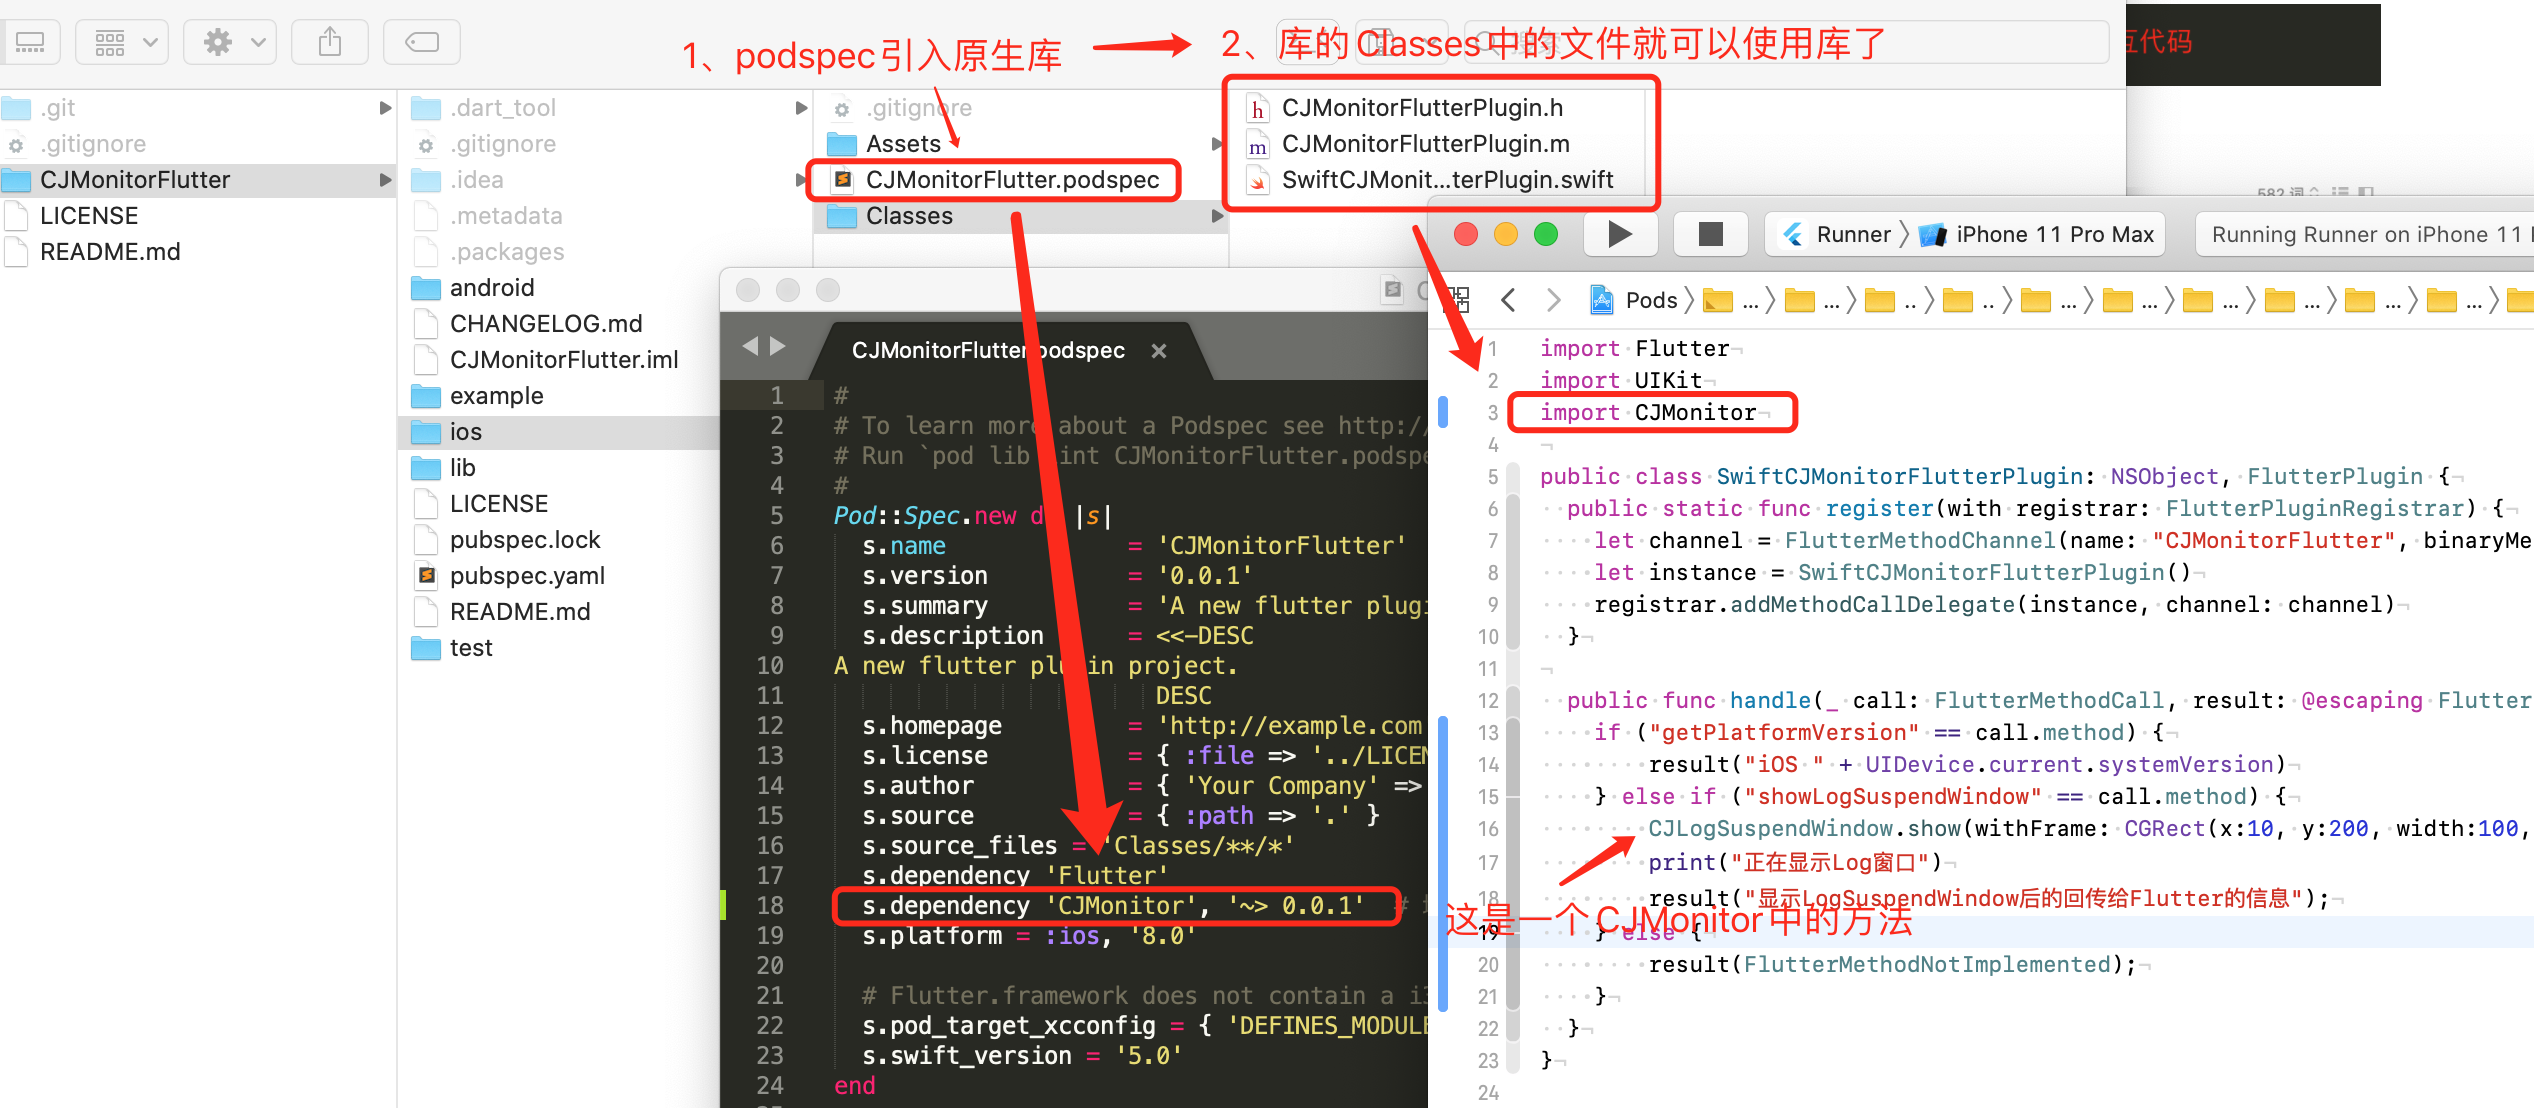 1、podspec引入原生库
2、库的Classes中的文件就可以使用库了
互代码
.git
.gitignore
CJMonitorFlutter
LICENSE
README.md
.dart_tool
.gitignore
.idea
.metadata
.packages
android
CHANGELOG.md
CJMonitorFlutter.iml
example
ios
lib
LICENSE
pubspec.lock
pubspec.yaml
README.md
test
.gitignore
Assets
CJMonitorFlutter.podspec
Classes
CJMonitorFlutterPlugin.h
CJMonitorFlutterPlugin.m
SwiftCJMonit...terPlugin.swift
582 词
CJMonitorFlutter.podspec
1 #
2 # To learn more about a Podspec see http:/
3 # Run `pod lib lint CJMonitorFlutter.podspe
4 #
5 Pod::Spec.new do |s|
6 s.name = 'CJMonitorFlutter'
7 s.version = '0.0.1'
8 s.summary = 'A new flutter plugi
9 s.description = <<-DESC
10 A new flutter plugin project.
11 DESC
12 s.homepage = 'http://example.com
13 s.license = { :file => '../LICEN
14 s.author = { 'Your Company' =>
15 s.source = { :path => '.' }
16 s.source_files = 'Classes/**/*'
17 s.dependency 'Flutter'
18 s.dependency 'CJMonitor', '~> 0.0.1' #
19 s.platform = :ios, '8.0'
20
21 # Flutter.framework does not contain a i3
22 s.pod_target_xcconfig = { 'DEFINES_MODULE
23 s.swift_version = '5.0'
24 end
Runner
iPhone 11 Pro Max
Running Runner on iPhone 11
Pods
1 import Flutter
2 import UIKit
3 import CJMonitor
4
5 public class SwiftCJMonitorFlutterPlugin: NSObject, FlutterPlugin {
6 public static func register(with registrar: FlutterPluginRegistrar) {
7 let channel = FlutterMethodChannel(name: "CJMonitorFlutter", binaryMe
8 let instance = SwiftCJMonitorFlutterPlugin()
9 registrar.addMethodCallDelegate(instance, channel: channel)
10 }
11
12 public func handle(_ call: FlutterMethodCall, result: @escaping Flutter
13 if ("getPlatformVersion" == call.method) {
14 result("iOS " + UIDevice.current.systemVersion)
15 } else if ("showLogSuspendWindow" == call.method) {
16 CJLogSuspendWindow.show(withFrame: CGRect(x:10, y:200, width:100,
17 print("正在显示Log窗口")
18 result("显示LogSuspendWindow后的回传给Flutter的信息");
这是一个CJMonitor中的方法
19 } else {
20 result(FlutterMethodNotImplemented);
21 }
22 }
23 }
24